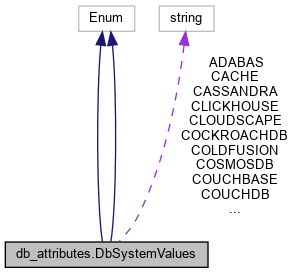 Enum
string
ADABAS
CACHE
CASSANDRA
CLICKHOUSE
CLOUDSCAPE
COCKROACHDB
COLDFUSION
COSMOSDB
COUCHBASE
COUCHDB
...
db_attributes.DbSystemValues